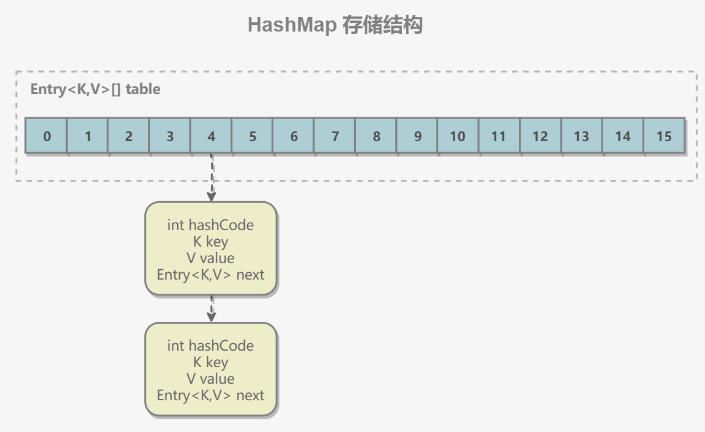 HashMap 存储结构
Entry<K,V>[] table
0 1 2 3 4 5 6 7 8 9 10 11 12 13 14 15
int hashCode
K key
V value
Entry<K,V> next
int hashCode
K key
V value
Entry<K,V> next